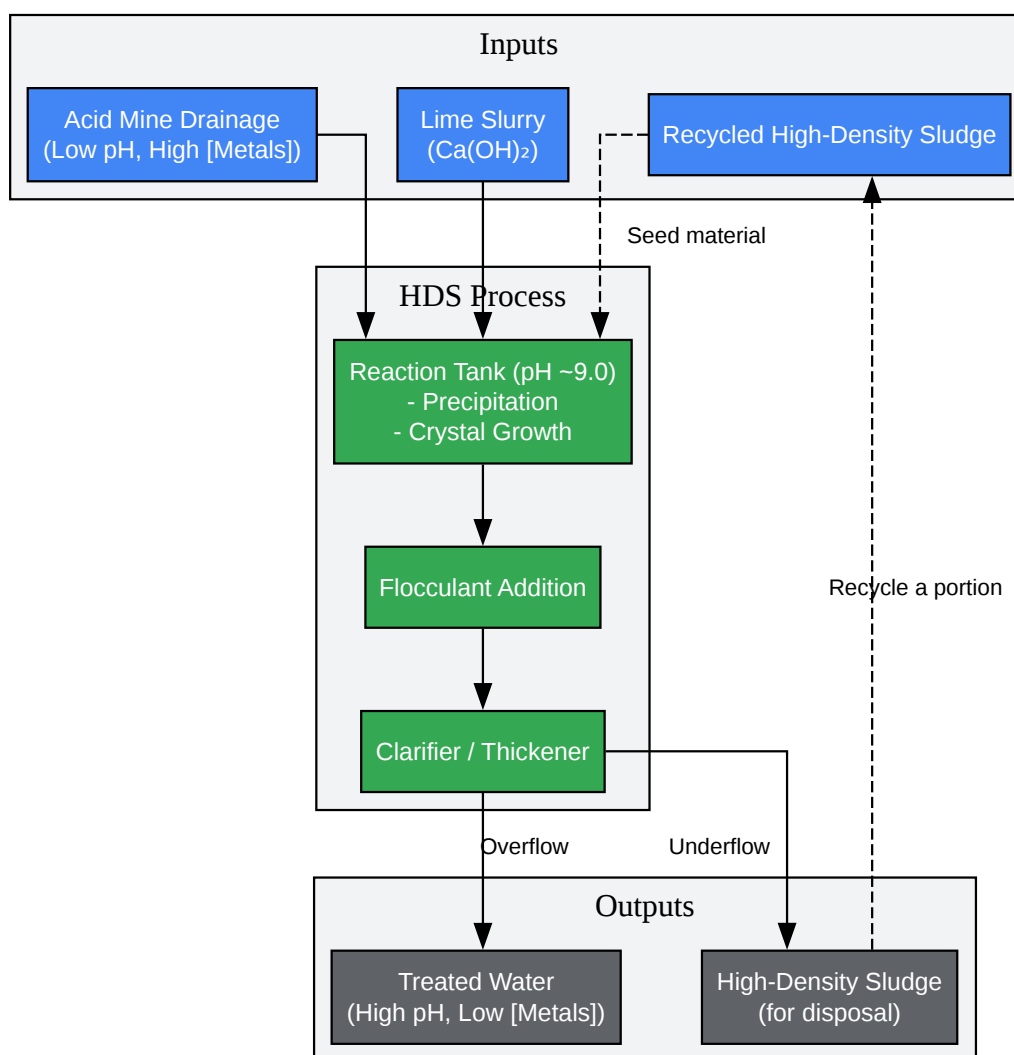 Inputs
Acid Mine Drainage
(Low pH, High [Metals])
Lime Slurry
(Ca(OH)₂)
Recycled High-Density Sludge
Seed material
HDS Process
Reaction Tank (pH ~9.0)
- Precipitation
- Crystal Growth
Flocculant Addition
Recycle a portion
Clarifier / Thickener
Overflow
Underflow
Outputs
Treated Water
(High pH, Low [Metals])
High-Density Sludge
(for disposal)